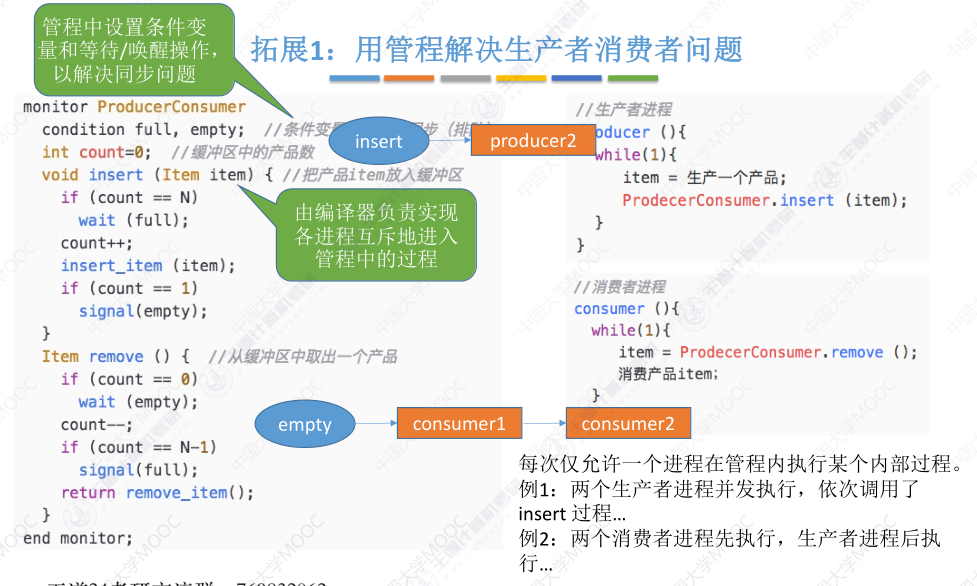 管程中设置条件变
量和等待/唤醒操作，
以解决同步问题
拓展1：用管程解决生产者消费者问题
monitor ProducerConsumer
condition full, empty; //条件变
int count=0; //缓冲区中的产品数
void insert (Item item) { //把产品item放入缓冲区
if (count == N)
wait (full);
count++;
insert_item (item);
if (count == 1)
signal(empty);
}
Item remove () { //从缓冲区中取出一个产品
if (count == 0)
wait (empty);
count--;
if (count == N-1)
signal(full);
return remove_item();
}
end monitor;
insert
producer2
由编译器负责实现
各进程互斥地进入
管程中的过程
empty
consumer1
consumer2
//生产者进程
oducer (){
while(1){
item = 生产一个产品;
ProdecerConsumer.insert (item);
}
}
//消费者进程
consumer (){
while(1){
item = ProdecerConsumer.remove ();
消费产品item;
}
每次仅允许一个进程在管程内执行某个内部过程。
例1：两个生产者进程并发执行，依次调用了
insert 过程…
例2：两个消费者进程先执行，生产者进程后执
行…